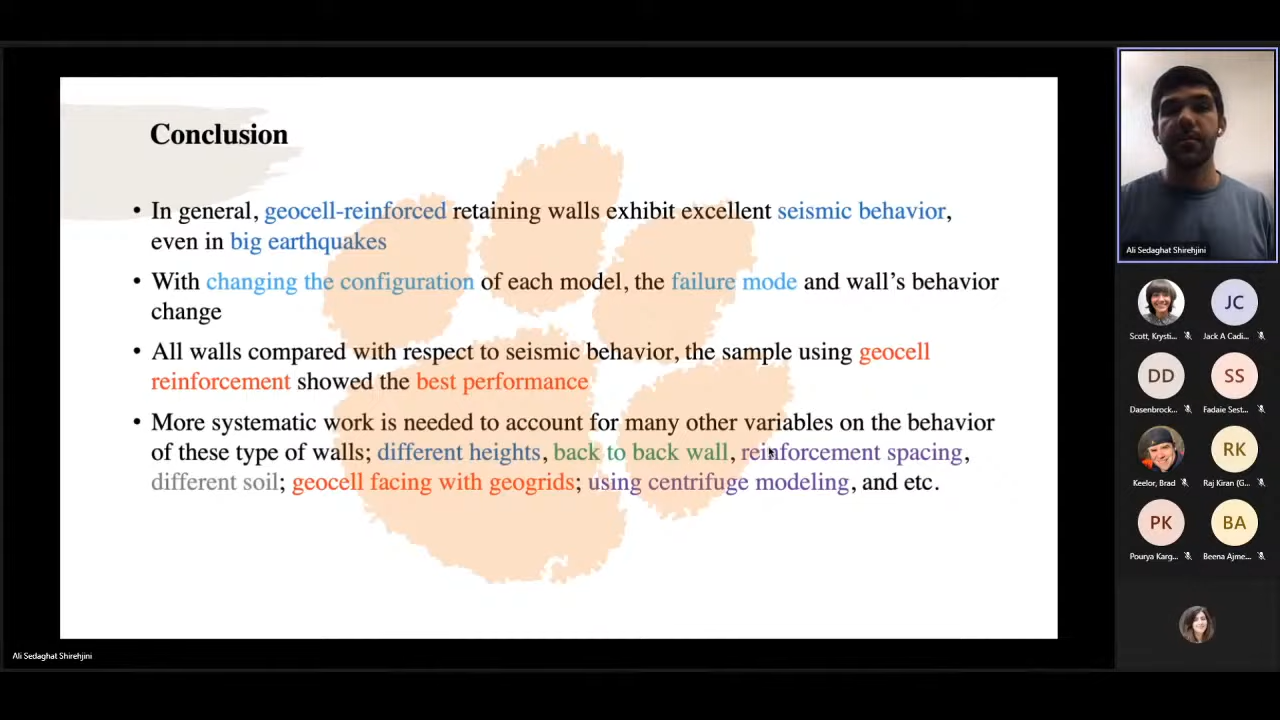 Conclusion
• In general, geocell-reinforced retaining walls exhibit excellent seismic behavior,
even in big earthquakes
• With changing the configuration of each model, the failure mode and wall's behavior
change
• All walls compared with respect to seismic behavior, the sample using geocell
reinforcement showed the best performance
• More systematic work is needed to account for many other variables on the behavior
of these type of walls; different heights, back to back wall, reinforcement spacing,
different soil; geocell facing with geogrids; using centrifuge modeling, and etc.
Ali Sedaghat Shirehjini
Ali Sedaghat Shirehjini
JC
Scott, Krysti...
Jack A Cadi...
DD
SS
Dasenbrock...
Fadaie Sest...
RK
Keelor, Brad
Raj Kiran (G...
PK
BA
Pourya Karg...
Beena Ajme...